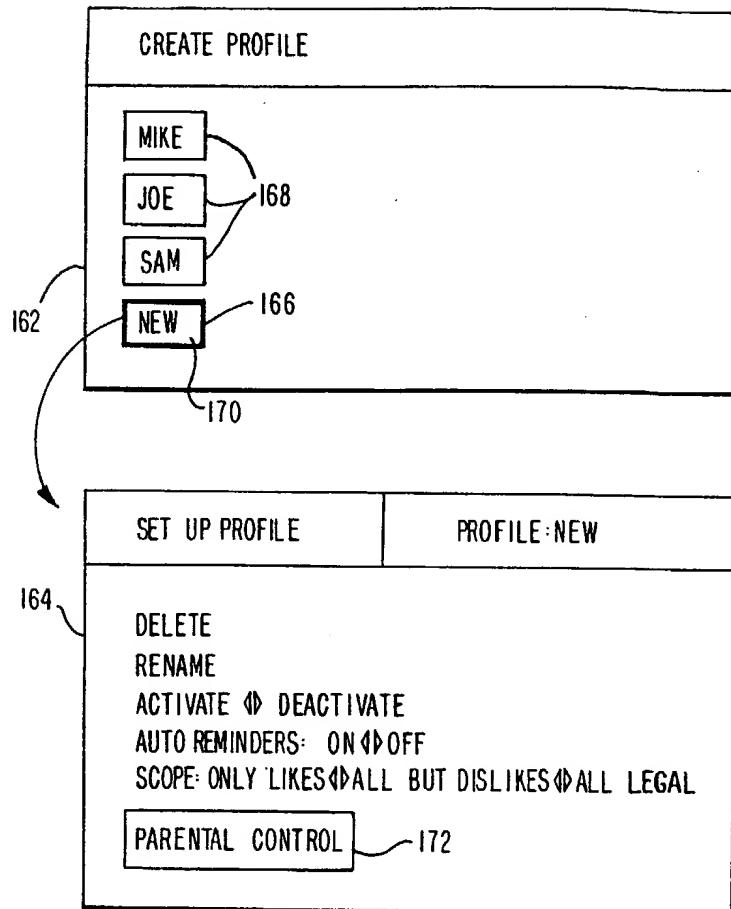 CREATE PROFILE
MIKE
JOE
168
SAM
162
NEW
166
170
SET UP PROFILE
PROFILE:NEW
164
DELETE
RENAME
ACTIVATE ◁▷ DEACTIVATE
AUTO REMINDERS: ON◁▷OFF
SCOPE: ONLY LIKES◁▷ALL BUT DISLIKES◁▷ALL LEGAL
PARENTAL CONTROL
172